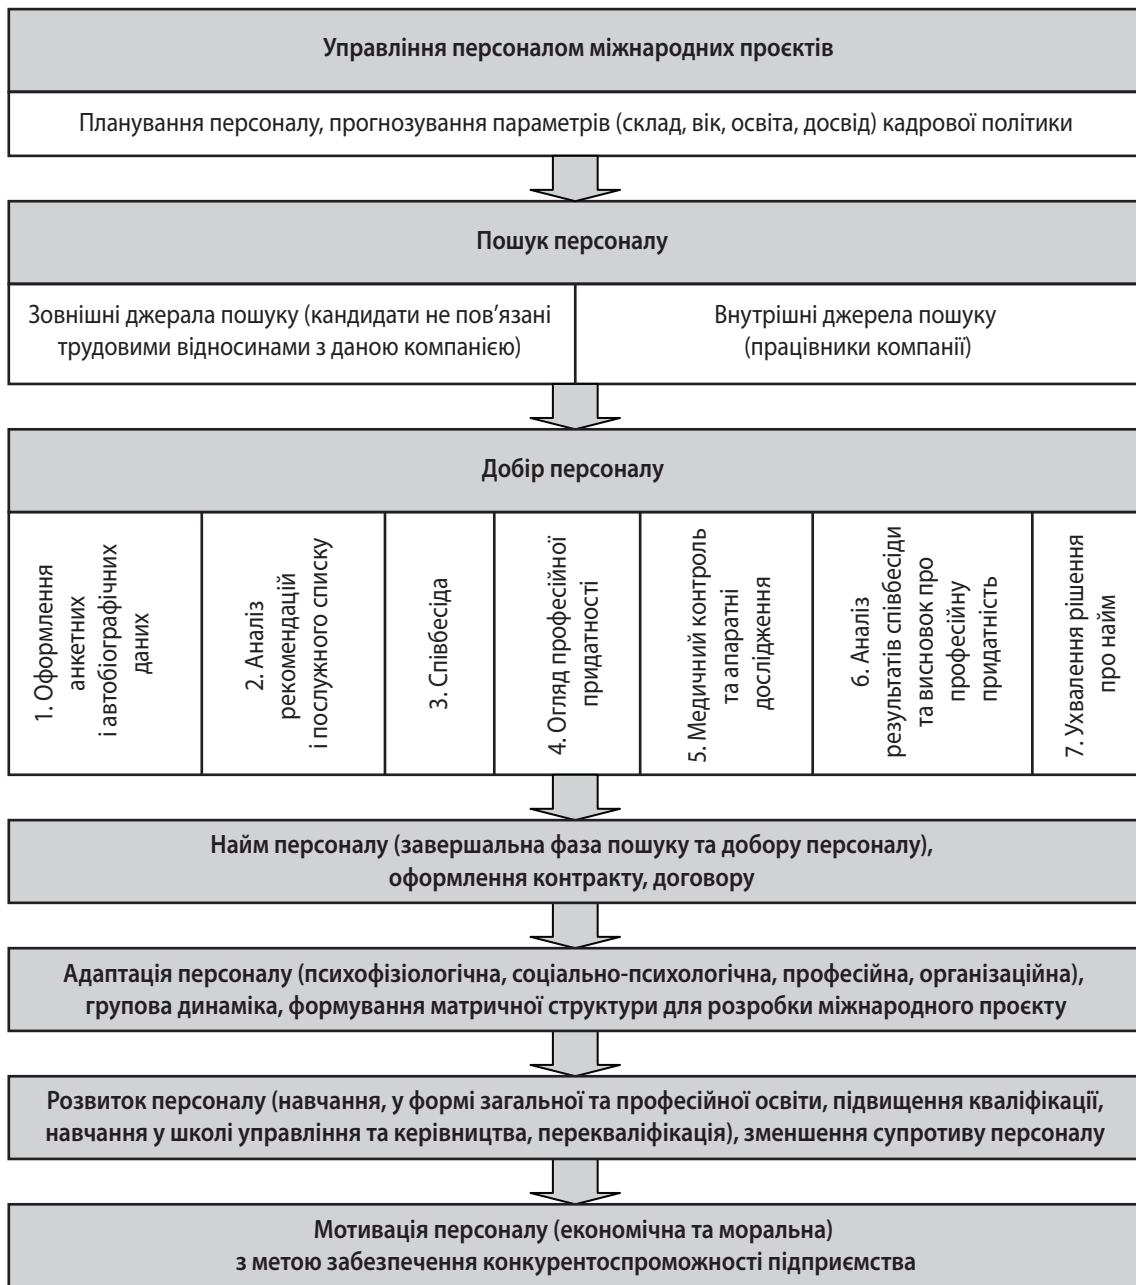 Управління персоналом міжнародних проєктів
Планування персоналу, прогнозування параметрів (склад, вік, освіта, досвід) кадрової політики
Пошук персоналу
Зовнішні джерала пошуку (кандидати не пов’язані
трудовими відносинами з даною компанією)
Внутрішні джерела пошуку
(працівники компанії)
Добір персоналу
1. Оформлення
анкетних
і автобіографічних
даних
2. Аналіз
рекомендацій
і послужного списку
3. Співбесіда
4. Огляд професійної
придатності
5. Медичний контроль
та апаратні
дослідження
6. Аналіз
результатів співбесіди
та висновок про
професійну
придатність
7. Ухвалення рішення
про найм
Найм персоналу (завершальна фаза пошуку та добору персоналу),
оформлення контракту, договору
Адаптація персоналу (психофізіологічна, соціально-психологічна, професійна, організаційна),
групова динаміка, формування матричної структури для розробки міжнародного проєкту
Розвиток персоналу (навчання, у формі загальної та професійної освіти, підвищення кваліфікації,
навчання у школі управління та керівництва, перекваліфікація), зменшення супротиву персоналу
Мотивація персоналу (економічна та моральна)
з метою забезпечення конкурентоспроможності підприємства